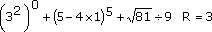 (3²)⁰ + (5 – 4 × 1)⁵ + √81 ÷ 9   R = 3